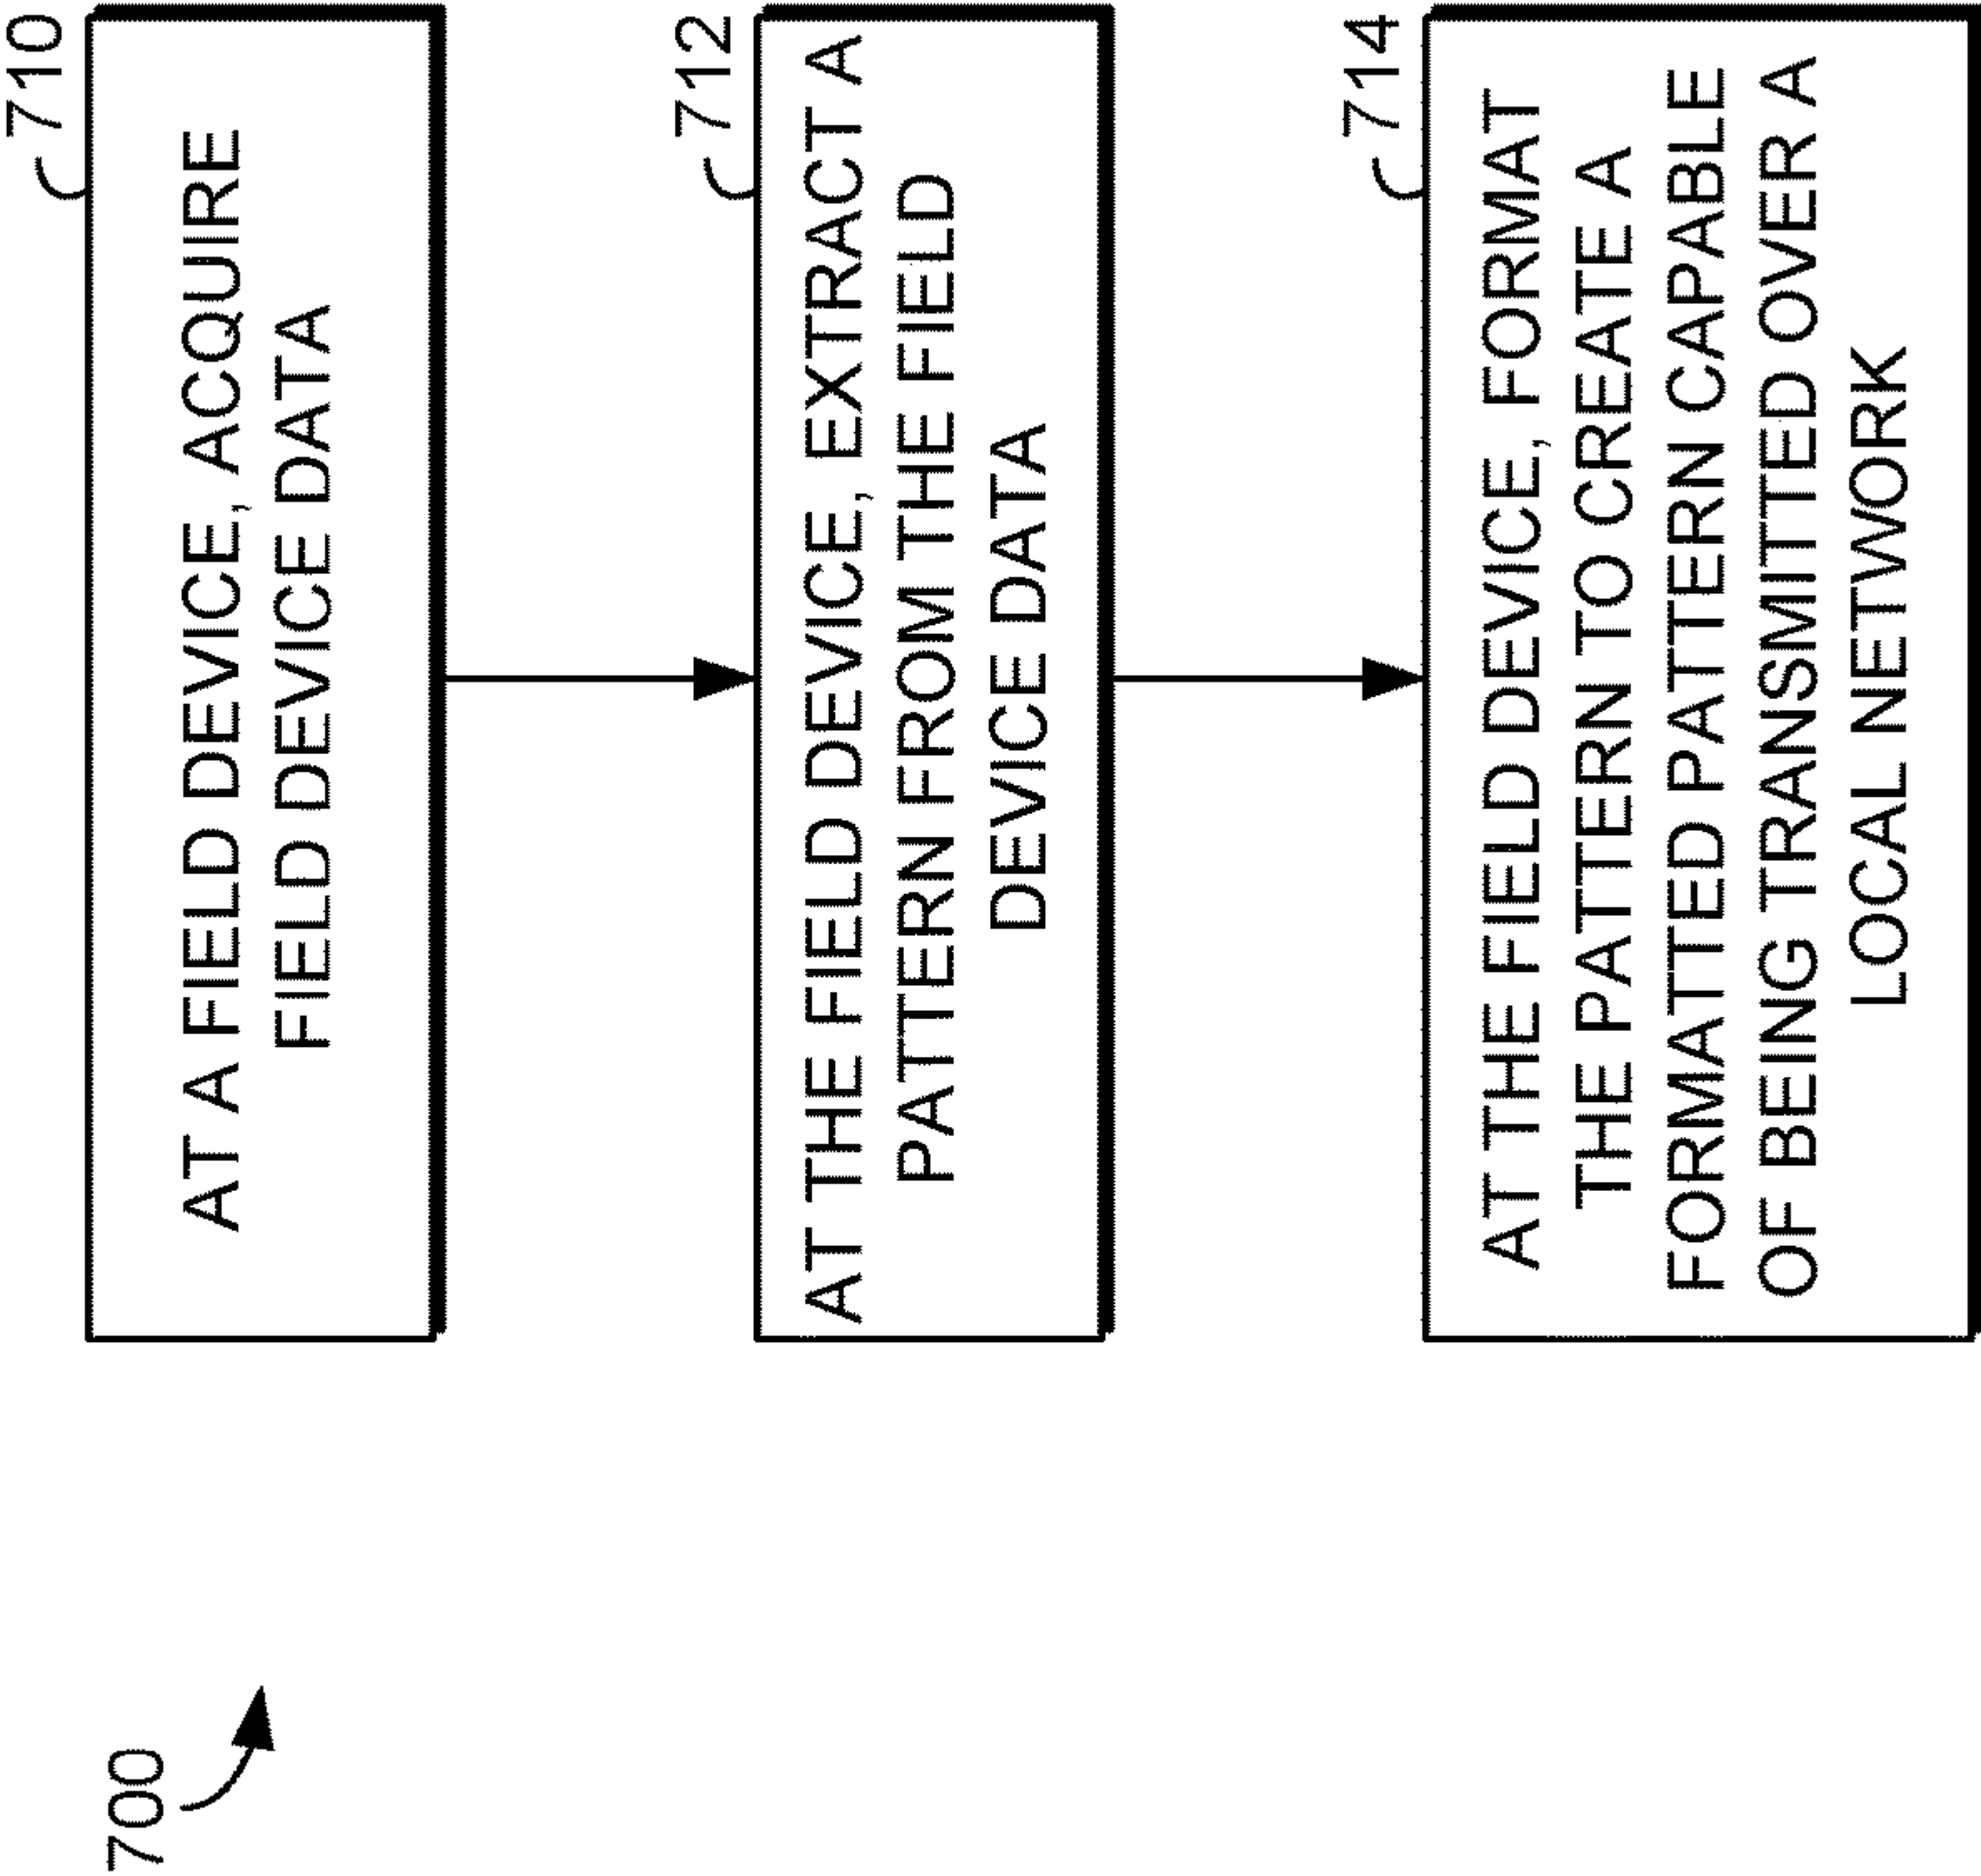 700
710
AT A FIELD DEVICE, ACQUIRE
FIELD DEVICE DATA
712
AT THE FIELD DEVICE, EXTRACT A
PATTERN FROM THE FIELD
DEVICE DATA
714
AT THE FIELD DEVICE, FORMAT
THE PATTERN TO CREATE A
FORMATTED PATTERN CAPABLE
OF BEING TRANSMITTED OVER A
LOCAL NETWORK